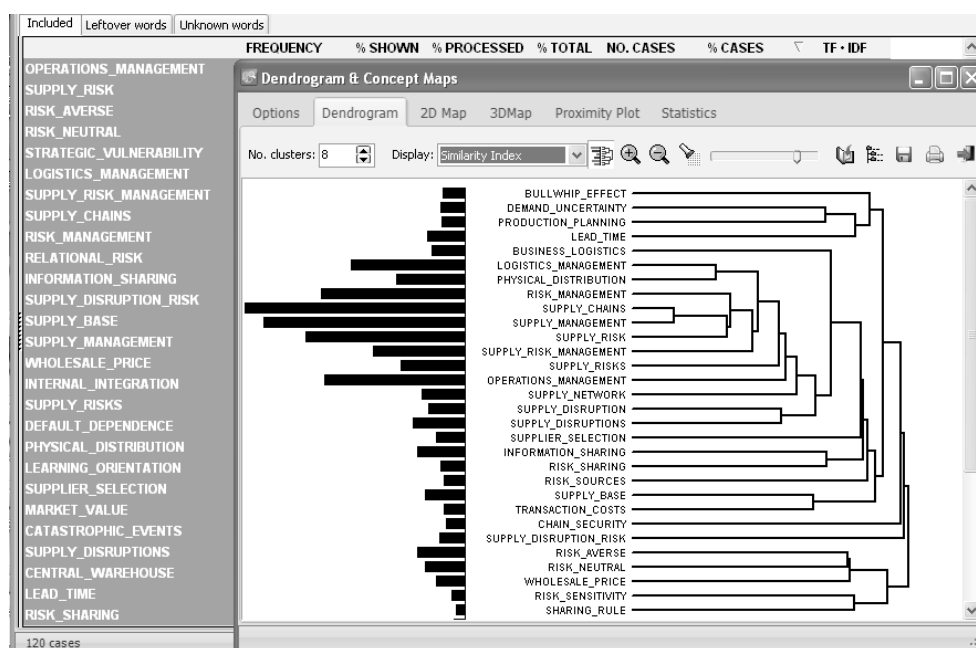 Included Leftover words Unknown words
FREQUENCY % SHOWN % PROCESSED % TOTAL NO. CASES % CASES TF • IDF
OPERATIONS_MANAGEMENT
SUPPLY_RISK
RISK_AVERSE
RISK_NEUTRAL
STRATEGIC_VULNERABILITY
LOGISTICS_MANAGEMENT
SUPPLY_RISK_MANAGEMENT
SUPPLY_CHAINS
RISK_MANAGEMENT
RELATIONAL_RISK
INFORMATION_SHARING
SUPPLY_DISRUPTION_RISK
SUPPLY_BASE
SUPPLY_MANAGEMENT
WHOLESALE_PRICE
INTERNAL_INTEGRATION
SUPPLY_RISKS
DEFAULT_DEPENDENCE
PHYSICAL_DISTRIBUTION
LEARNING_ORIENTATION
SUPPLIER_SELECTION
MARKET_VALUE
CATASTROPHIC_EVENTS
SUPPLY_DISRUPTIONS
CENTRAL_WAREHOUSE
LEAD_TIME
RISK_SHARING
120 cases
Dendrogram & Concept Maps
Options Dendrogram 2D Map 3DMap Proximity Plot Statistics
No. clusters: 8 Display: Similarity Index
BULLWHIP_EFFECT
DEMAND_UNCERTAINTY
PRODUCTION_PLANNING
LEAD_TIME
BUSINESS_LOGISTICS
LOGISTICS_MANAGEMENT
PHYSICAL_DISTRIBUTION
RISK_MANAGEMENT
SUPPLY_CHAINS
SUPPLY_MANAGEMENT
SUPPLY_RISK
SUPPLY_RISK_MANAGEMENT
SUPPLY_RISKS
OPERATIONS_MANAGEMENT
SUPPLY_NETWORK
SUPPLY_DISRUPTION
SUPPLY_DISRUPTIONS
SUPPLIER_SELECTION
INFORMATION_SHARING
RISK_SHARING
RISK_SOURCES
SUPPLY_BASE
TRANSACTION_COSTS
CHAIN_SECURITY
SUPPLY_DISRUPTION_RISK
RISK_AVERSE
RISK_NEUTRAL
WHOLESALE_PRICE
RISK_SENSITIVITY
SHARING_RULE